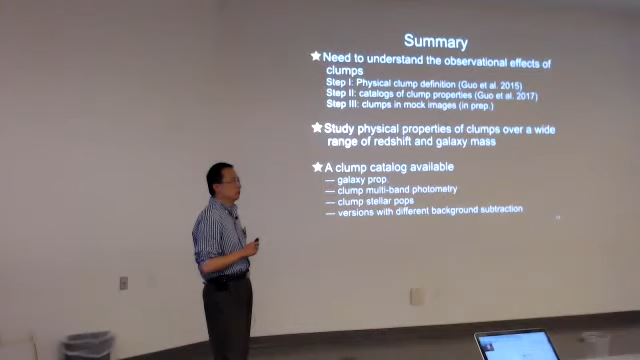 Summary
Need to understand the observational effects of
clumps
Step I: Physical clump definition (Guo et al. 2015)
Step II: catalogs of clump properties (Guo et al. 2017)
Step III: clumps in mock images (in prep.)
Study physical properties of clumps over a wide
range of redshift and galaxy mass
A clump catalog available
— galaxy prop.
— clump multi-band photometry
— clump stellar pops
— versions with different background subtraction